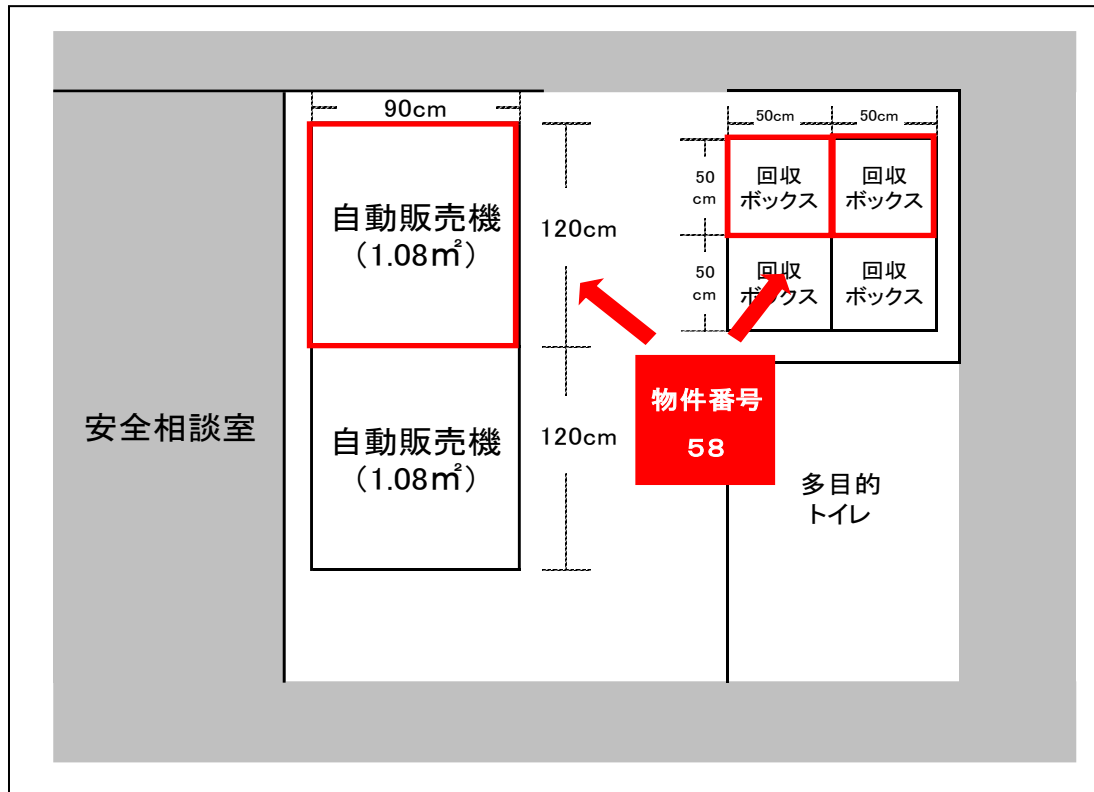 90cm
50cm
50cm
自動販売機
（1.08㎡）
120cm
50
cm
回収
ボックス
回収
ボックス
50
cm
回収
ボックス
回収
ボックス
物件番号
５８
安全相談室
自動販売機
（1.08㎡）
120cm
多目的
トイレ